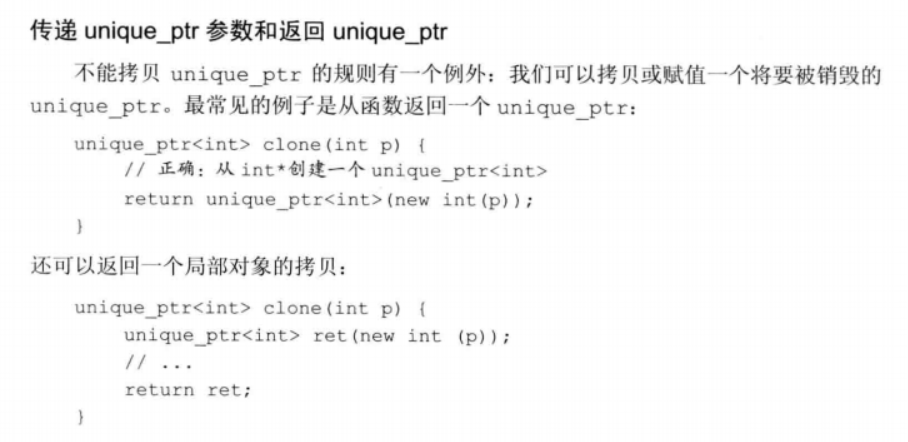 传递 unique_ptr 参数和返回 unique_ptr
不能拷贝 unique_ptr 的规则有一个例外：我们可以拷贝或赋值一个将要被销毁的
unique_ptr。最常见的例子是从函数返回一个 unique_ptr：
unique_ptr<int> clone(int p) {
// 正确：从 int*创建一个 unique_ptr<int>
return unique_ptr<int>(new int(p));
}
还可以返回一个局部对象的拷贝：
unique_ptr<int> clone(int p) {
unique_ptr<int> ret(new int (p));
// ...
return ret;
}